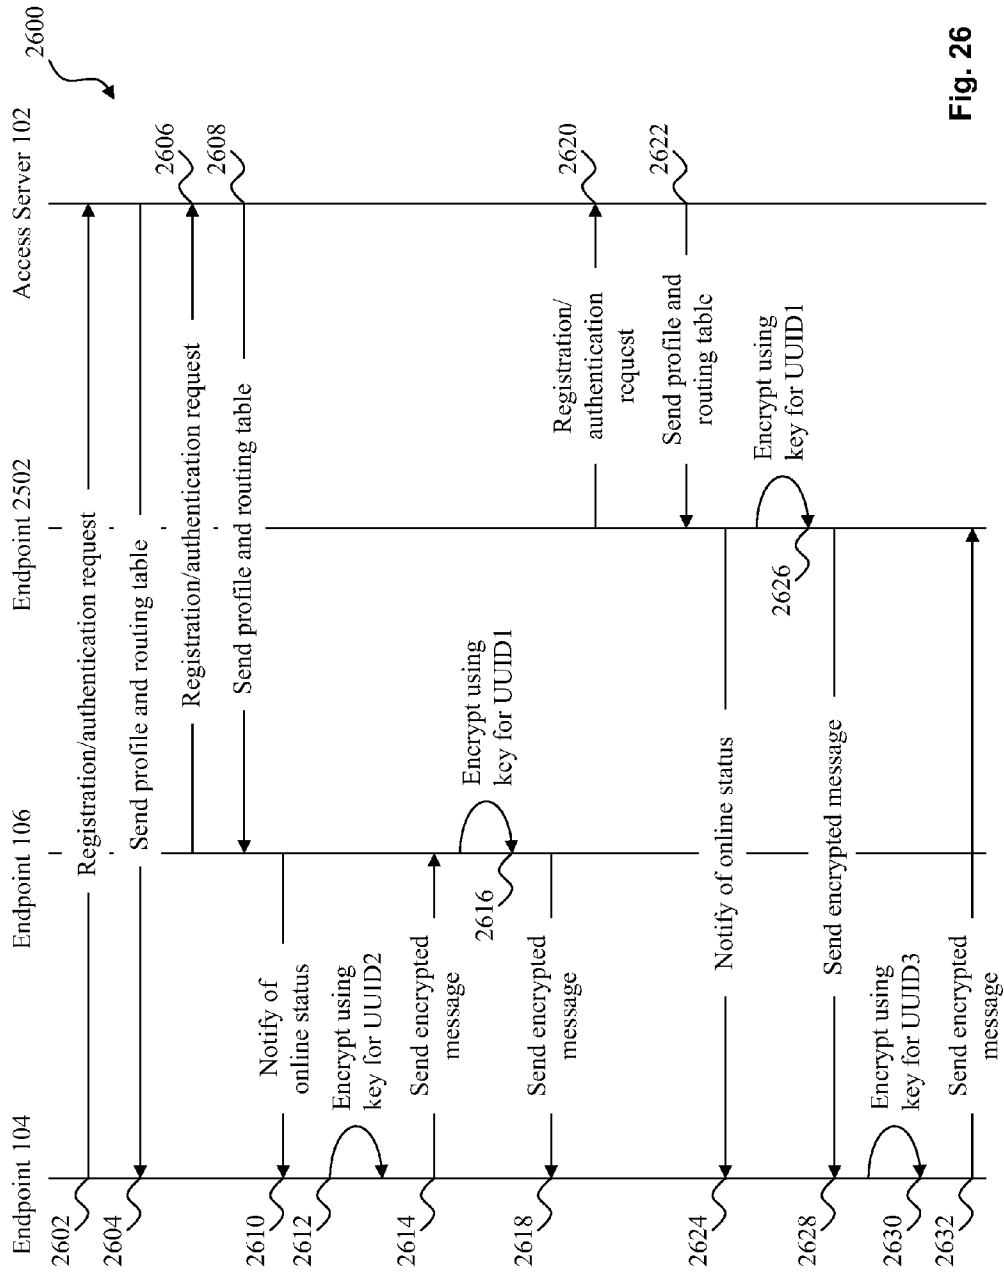 2600
Endpoint 104
Endpoint 106
Endpoint 2502
Access Server 102
2602
Registration/authentication request
2604
Send profile and routing table
Registration/authentication request
2606
Send profile and routing table
2608
2610
Notify of
online status
2612
Encrypt using
key for UUID2
2614
Send encrypted
message
Encrypt using
key for UUID1
2616
2618
Send encrypted
message
Registration/
authentication
request
2620
Send profile and
routing table
2622
2624
Notify of online status
Encrypt using
key for UUID1
2626
2628
Send encrypted message
2630
Encrypt using
key for UUID3
2632
Send encrypted
message
Fig. 26